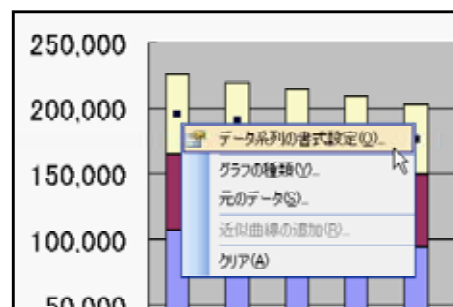 250,000
200,000
データ系列の書式設定(O)...
グラフの種類(Y)...
150,000
元のデータ(S)...
近似曲線の追加(R)...
100,000
クリア(A)
50,000